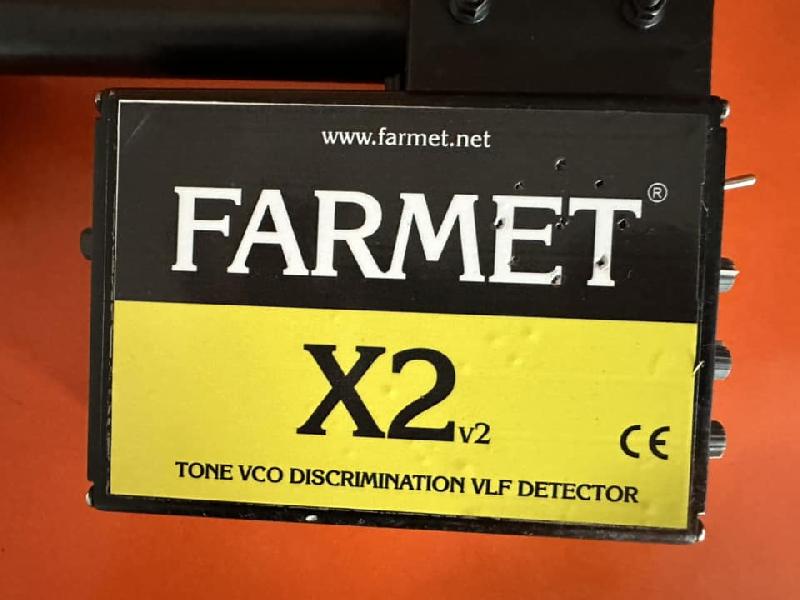 www.farmet.net
FARMET®
X2v2
CE
TONE VCO DISCRIMINATION VLF DETECTOR